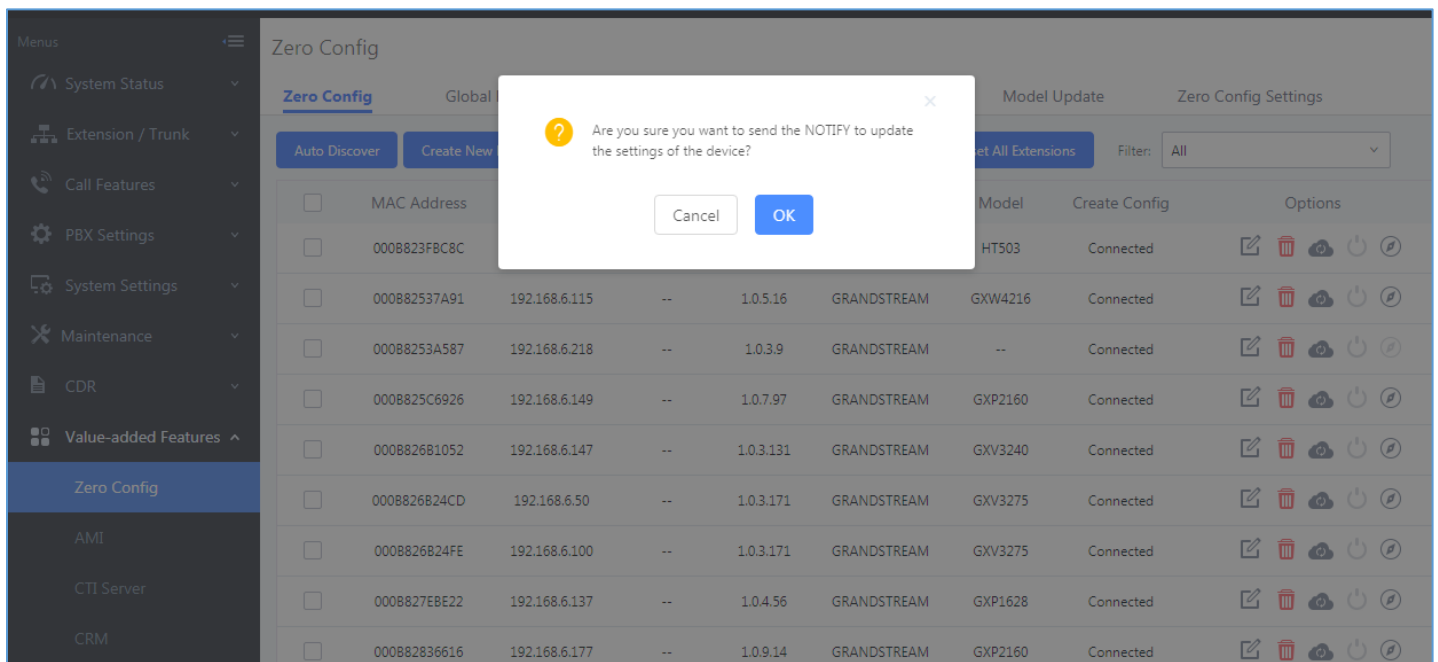 Menus
Zero Config
System Status
Zero Config Global Model Update Zero Config Settings
Are you sure you want to send the NOTIFY to update
the settings of the device?
Extension / Trunk
Auto Discover Create New et All Extensions Filter: All
Call Features
MAC Address Model Create Config Options
Cancel OK
PBX Settings
000B823FBC8C HT503 Connected
System Settings
000B82537A91 192.168.6.115 -- 1.0.5.16 GRANDSTREAM GXW4216 Connected
Maintenance
000B8253A587 192.168.6.218 -- 1.0.3.9 GRANDSTREAM -- Connected
CDR
000B825C6926 192.168.6.149 -- 1.0.7.97 GRANDSTREAM GXP2160 Connected
Value-added Features
000B826B1052 192.168.6.147 -- 1.0.3.131 GRANDSTREAM GXV3240 Connected
Zero Config
000B826B24CD 192.168.6.50 -- 1.0.3.171 GRANDSTREAM GXV3275 Connected
AMI
000B826B24FE 192.168.6.100 -- 1.0.3.171 GRANDSTREAM GXV3275 Connected
CTI Server
000B827EBE22 192.168.6.137 -- 1.0.4.56 GRANDSTREAM GXP1628 Connected
CRM
000B82836616 192.168.6.177 -- 1.0.9.14 GRANDSTREAM GXP2160 Connected